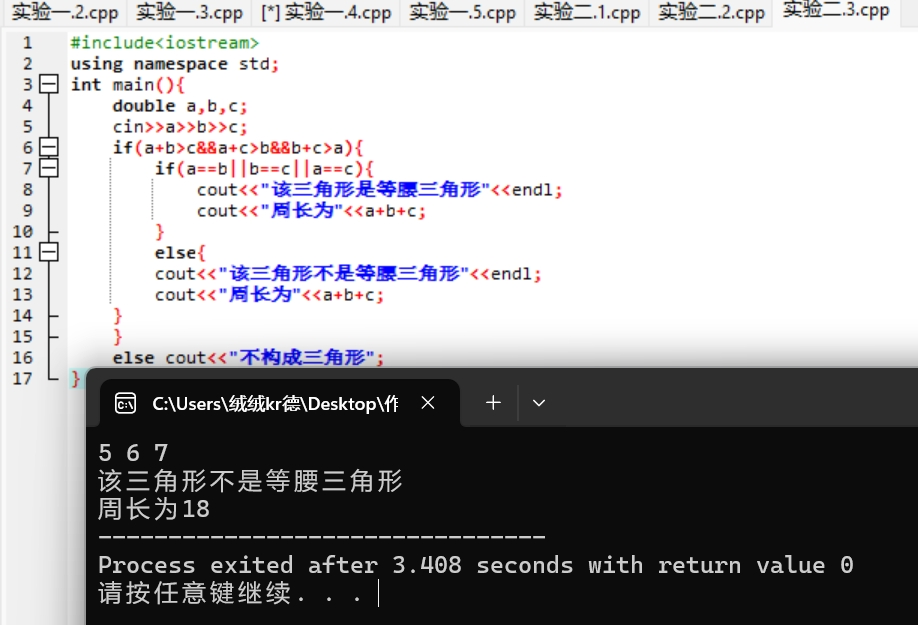 实验一.2.cpp 实验一.3.cpp [*] 实验一.4.cpp 实验一.5.cpp 实验二.1.cpp 实验二.2.cpp 实验二.3.cpp
1 #include<iostream>
2 using namespace std;
3 int main(){
4 double a,b,c;
5 cin>>a>>b>>c;
6 if(a+b>c&&a+c>b&&b+c>a){
7 if(a==b||b==c||a==c){
8 cout<<"该三角形是等腰三角形"<<endl;
9 cout<<"周长为"<<a+b+c;
10 }
11 else{
12 cout<<"该三角形不是等腰三角形"<<endl;
13 cout<<"周长为"<<a+b+c;
14 }
15 }
16 else cout<<"不构成三角形";
17 }
C:\Users\绒绒kr德\Desktop\作
5 6 7
该三角形不是等腰三角形
周长为18
--------------------------------
Process exited after 3.408 seconds with return value 0
请按任意键继续. . .